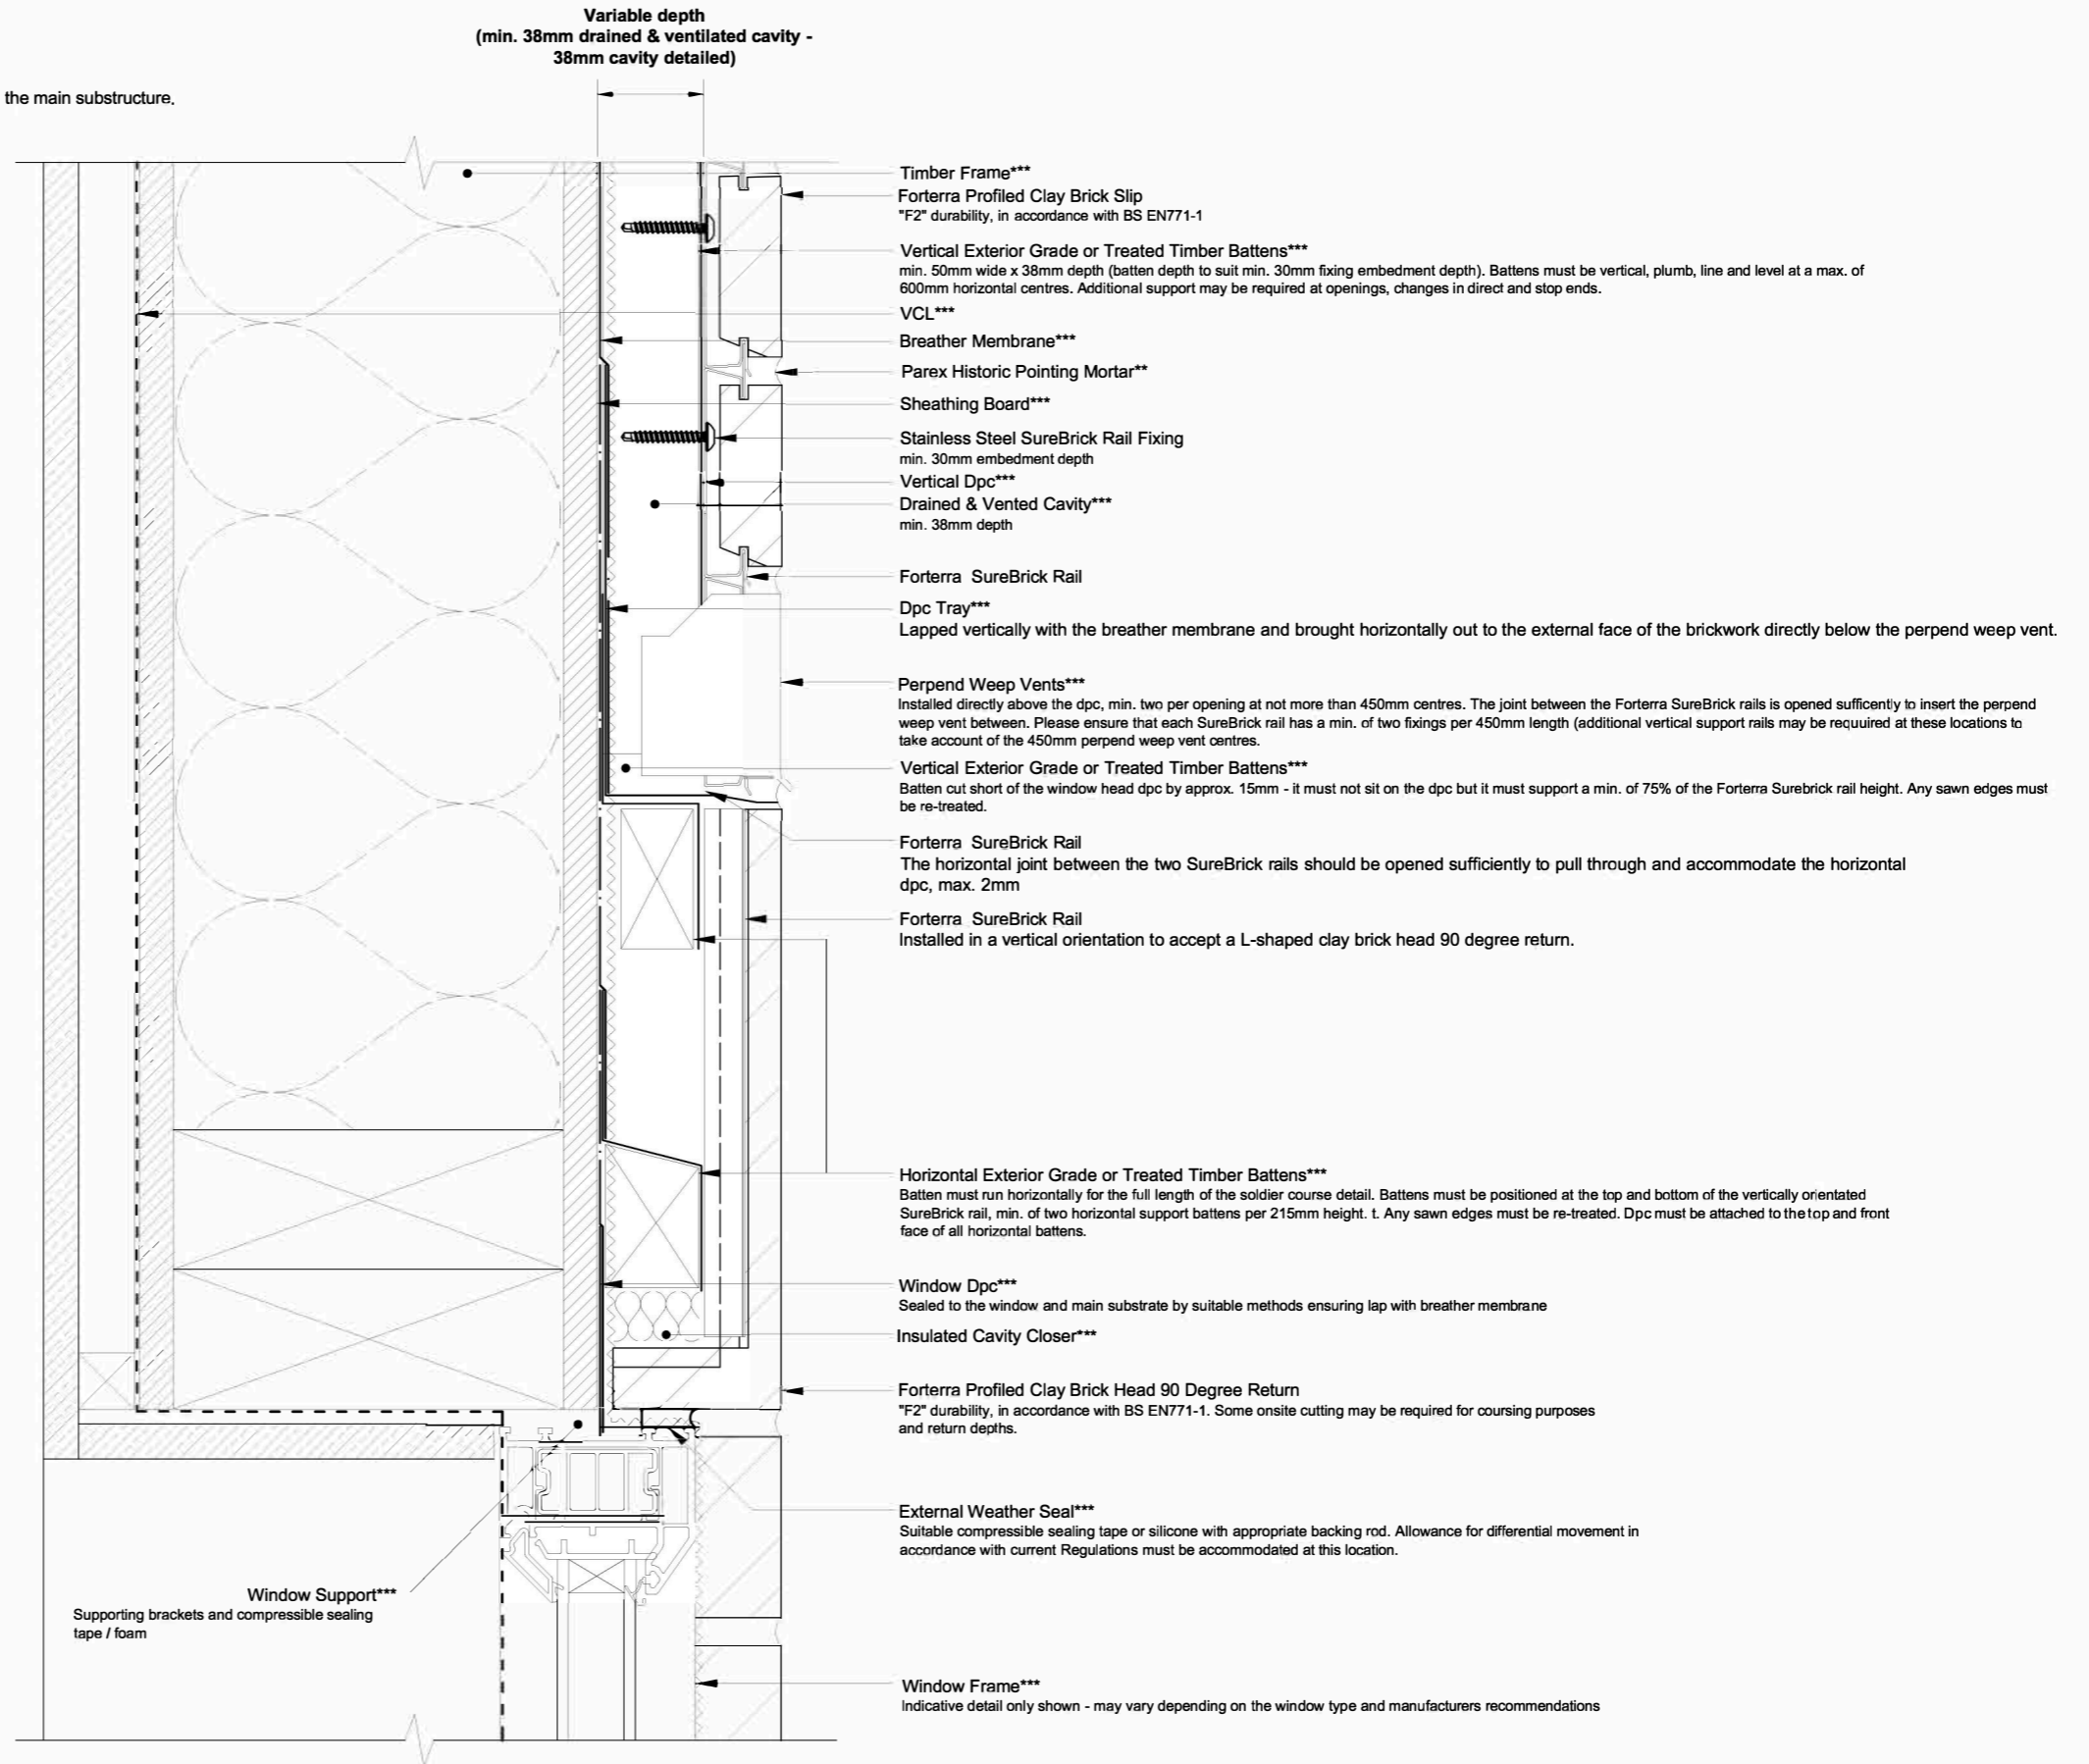 Variable depth
(min. 38mm drained & ventilated cavity -
38mm cavity detailed)
the main substructure.
Timber Frame***
Forterra Profiled Clay Brick Slip
"F2" durability, in accordance with BS EN771-1
Vertical Exterior Grade or Treated Timber Battens***
min. 50mm wide x 38mm depth (batten depth to suit min. 30mm fixing embedment depth). Battens must be vertical, plumb, line and level at a max. of
600mm horizontal centres. Additional support may be required at openings, changes in direct and stop ends.
VCL***
Breather Membrane***
Parex Historic Pointing Mortar**
Sheathing Board***
Stainless Steel SureBrick Rail Fixing
min. 30mm embedment depth
Vertical Dpc***
Drained & Vented Cavity***
min. 38mm depth
Forterra SureBrick Rail
Dpc Tray***
Lapped vertically with the breather membrane and brought horizontally out to the external face of the brickwork directly below the perpend weep vent.
Perpend Weep Vents***
Installed directly above the dpc, min. two per opening at not more than 450mm centres. The joint between the Forterra SureBrick rails is opened sufficently to insert the perpend
weep vent between. Please ensure that each SureBrick rail has a min. of two fixings per 450mm length (additional vertical support rails may be requuired at these locations to
take account of the 450mm perpend weep vent centres.
Vertical Exterior Grade or Treated Timber Battens***
Batten cut short of the window head dpc by approx. 15mm - it must not sit on the dpc but it must support a min. of 75% of the Forterra Surebrick rail height. Any sawn edges must
be re-treated.
Forterra SureBrick Rail
The horizontal joint between the two SureBrick rails should be opened sufficiently to pull through and accommodate the horizontal
dpc, max. 2mm
Forterra SureBrick Rail
Installed in a vertical orientation to accept a L-shaped clay brick head 90 degree return.
Horizontal Exterior Grade or Treated Timber Battens***
Batten must run horizontally for the full length of the soldier course detail. Battens must be positioned at the top and bottom of the vertically orientated
SureBrick rail, min. of two horizontal support battens per 215mm height. t. Any sawn edges must be re-treated. Dpc must be attached to the top and front
face of all horizontal battens.
Window Dpc***
Sealed to the window and main substrate by suitable methods ensuring lap with breather membrane
Insulated Cavity Closer***
Forterra Profiled Clay Brick Head 90 Degree Return
"F2" durability, in accordance with BS EN771-1. Some onsite cutting may be required for coursing purposes
and return depths.
External Weather Seal***
Suitable compressible sealing tape or silicone with appropriate backing rod. Allowance for differential movement in
accordance with current Regulations must be accommodated at this location.
Window Support***
Supporting brackets and compressible sealing
tape / foam
Window Frame***
Indicative detail only shown - may vary depending on the window type and manufacturers recommendations